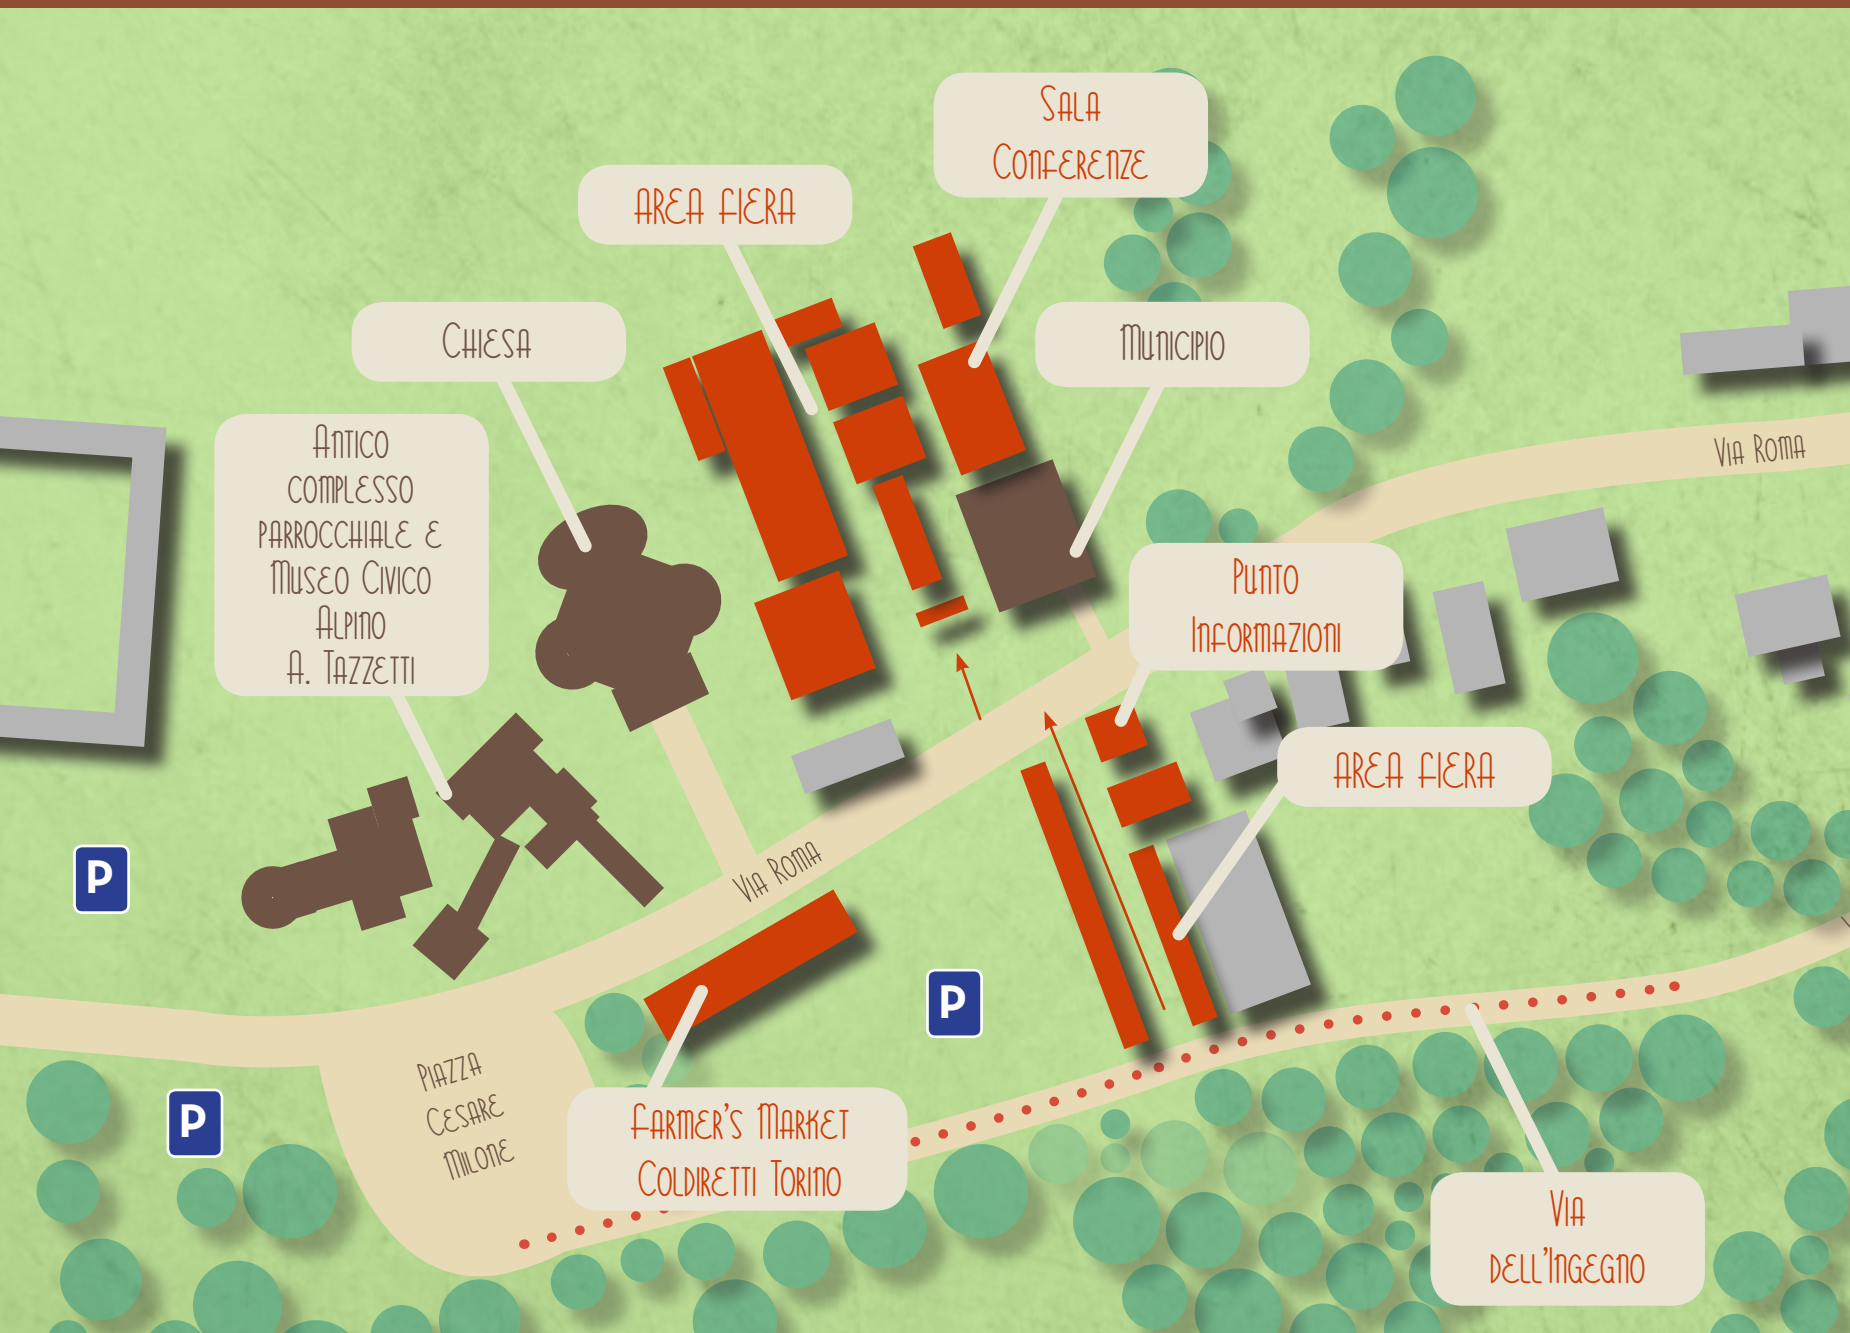 Sala
Conferenze
AREA FIERA
Chiesa
Municipio
Antico
complesso
parrocchiale e
Museo Civico
Alpino
A. Tazzetti
Via Roma
Punto
Informazioni
AREA FIERA
Via Roma
P
P
P
Piazza
Cesare
Milone
Farmer's Market
Coldiretti Torino
Via
dell'Ingegno